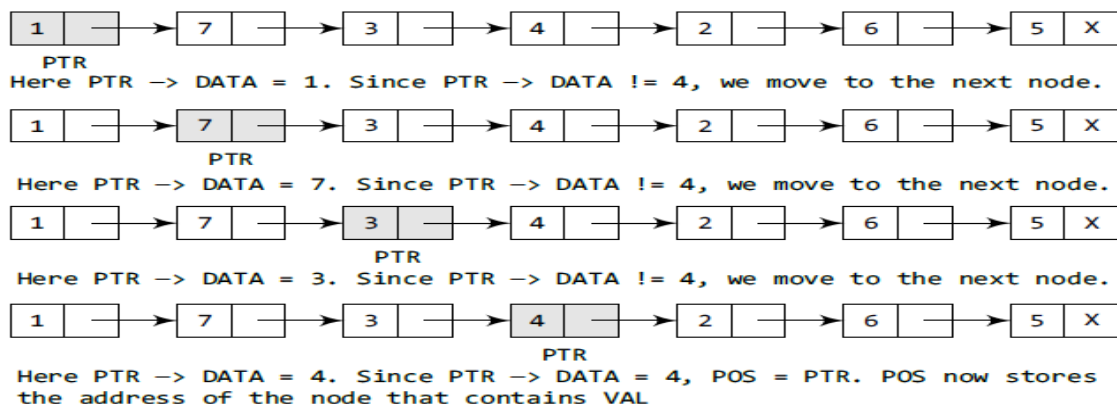 1 7 3 4 2 6 5 X
PTR
Here PTR —> DATA = 1. Since PTR —> DATA != 4, we move to the next node.
1 7 3 4 2 6 5 X
PTR
Here PTR —> DATA = 7. Since PTR —> DATA != 4, we move to the next node.
1 7 3 4 2 6 5 X
PTR
Here PTR —> DATA = 3. Since PTR —> DATA != 4, we move to the next node.
1 7 3 4 2 6 5 X
PTR
Here PTR —> DATA = 4. Since PTR —> DATA = 4, POS = PTR. POS now stores
the address of the node that contains VAL